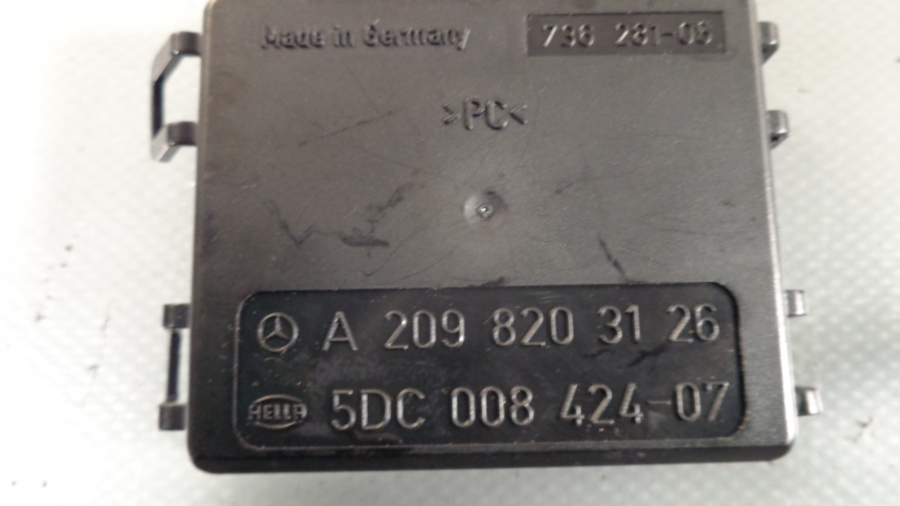 Made in Germany
736 281-06
>PC<
A 209 820 31 26
HELLA 5DC 008 424-07